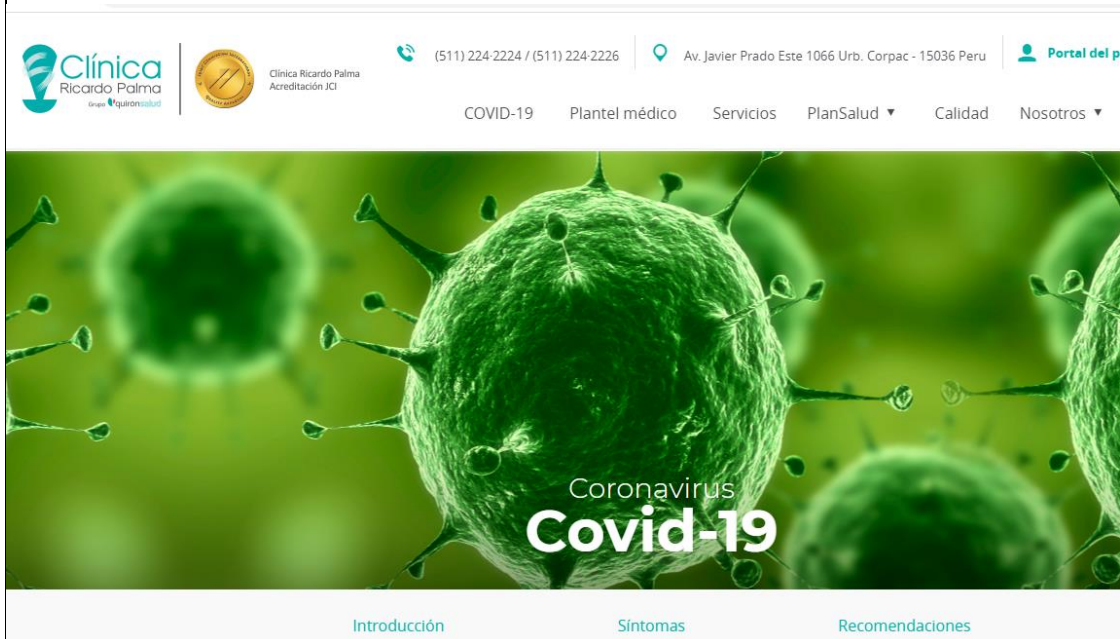 Clínica
Ricardo Palma
Grupo quirónsalud
Clínica Ricardo Palma
Acreditación JCI
(511) 224-2224 / (511) 224-2226
Av. Javier Prado Este 1066 Urb. Corpac - 15036 Peru
Portal del p
COVID-19 Plantel médico Servicios PlanSalud Calidad Nosotros
Coronavirus
Covid-19
Introducción Síntomas Recomendaciones